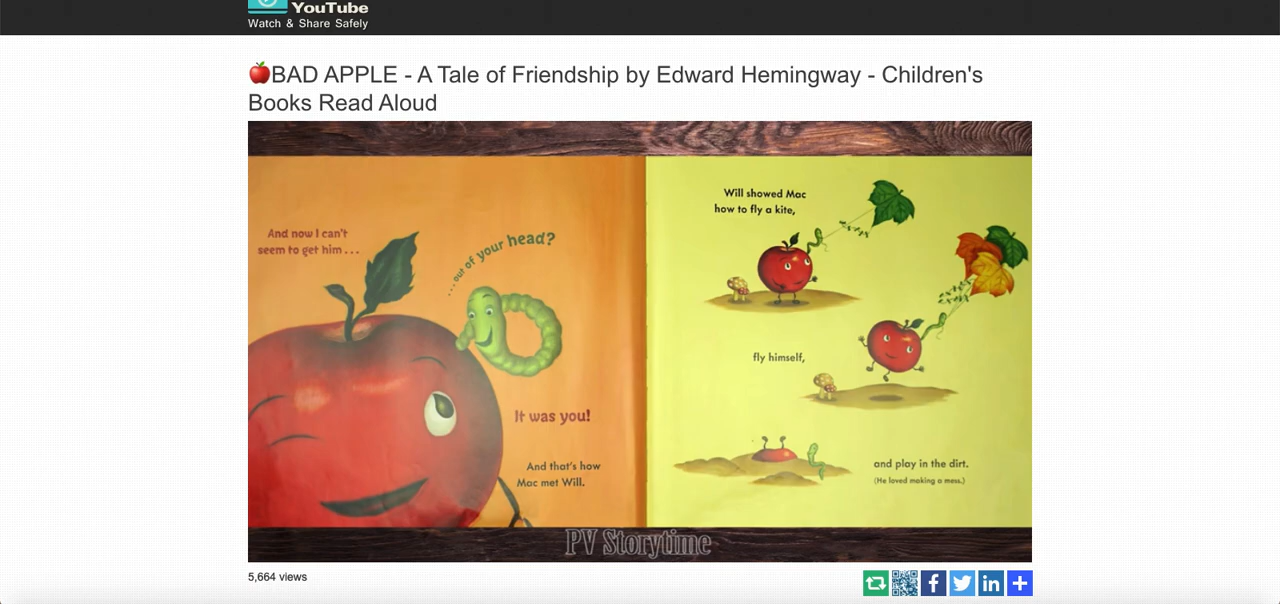 YouTube
Watch & Share Safely
BAD APPLE - A Tale of Friendship by Edward Hemingway - Children's
Books Read Aloud
And now I can't
seem to get him . . .
. . . out of your head?
It was you!
And that's how
Mac met Will.
Will showed Mac
how to fly a kite,
fly himself,
and play in the dirt.
(He loved making a mess.)
PV Storytime
5,664 views